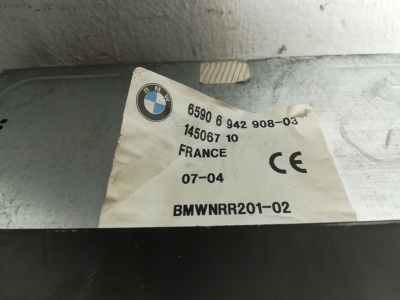 BMW
6590 6 942 908-03
145067 10
FRANCE
CE
07-04
BMWNRR201-02